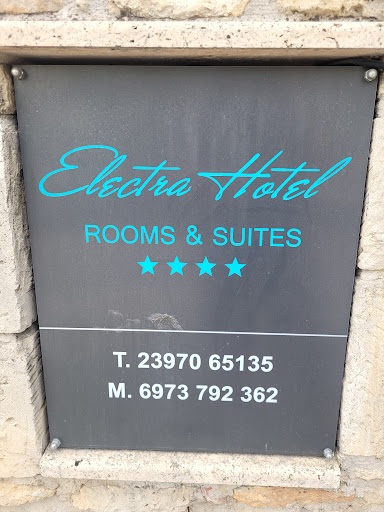 Electra Hotel
ROOMS & SUITES
★★★★
T. 23970 65135
M. 6973 792 362